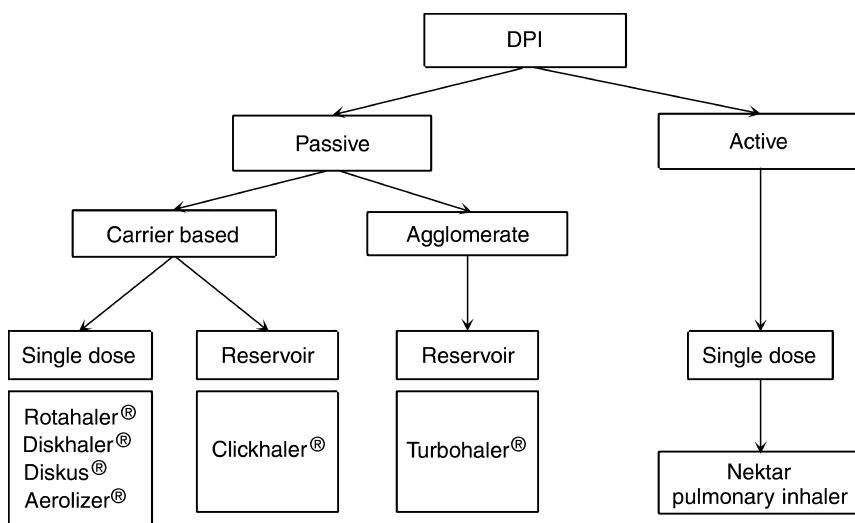 DPI
Passive
Active
Carrier based
Agglomerate
Single dose
Reservoir
Reservoir
Single dose
Rotahaler®
Diskhaler®
Diskus®
Aerolizer®
Clickhaler®
Turbohaler®
Nektar
pulmonary inhaler